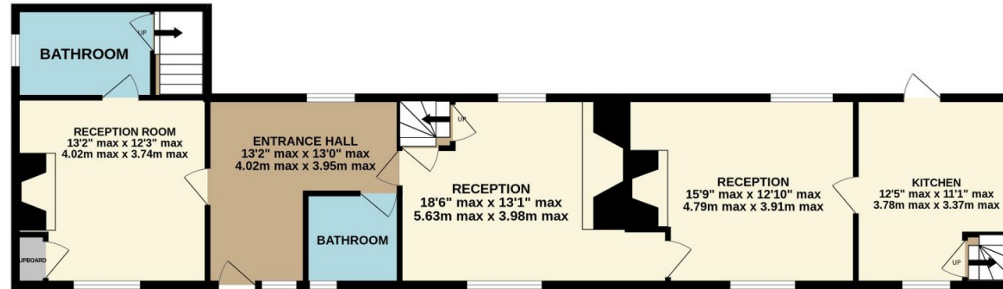 BATHROOM
UP
RECEPTION ROOM
13'2" max x 12'3" max
4.02m max x 3.74m max
UPBOARD
ENTRANCE HALL
13'2" max x 13'0" max
4.02m max x 3.95m max
BATHROOM
UP
RECEPTION
18'6" max x 13'1" max
5.63m max x 3.98m max
RECEPTION
15'9" max x 12'10" max
4.79m max x 3.91m max
KITCHEN
12'5" max x 11'1" max
3.78m max x 3.37m max
UP